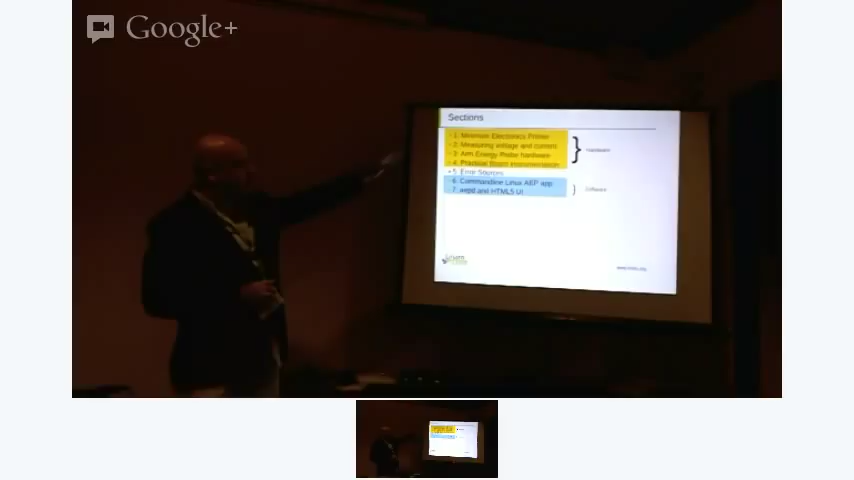 Google+
Sections
1: Minimum Electronics Primer
2: Measuring voltage and current
3: Arm Energy Probe hardware
4: Practical Board Instrumentation
Hardware
• 5: Error Sources
6: Commandline Linux AEP app
7: aepd and HTML5 UI
Software